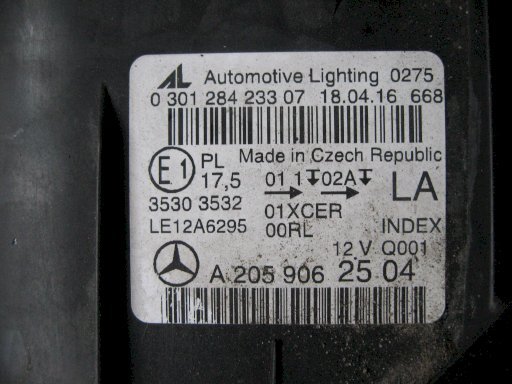 AL Automotive Lighting 0275
0 301 284 233 07 18.04.16 668
Made in Czech Republic
E1 PL 17,5
01 1 02A LA
3530 3532 01XCER
LE12A6295 00RL INDEX
12 V Q001
A 205 906 25 04